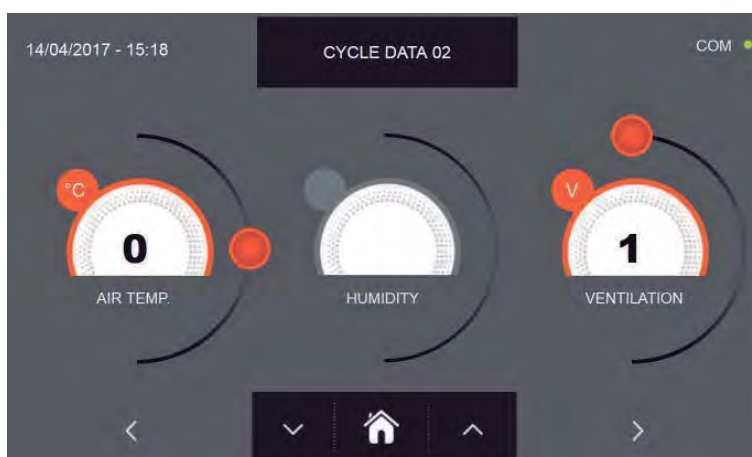 14/04/2017 - 15:18
CYCLE DATA 02
COM
°C
V
0
1
AIR TEMP.
HUMIDITY
VENTILATION